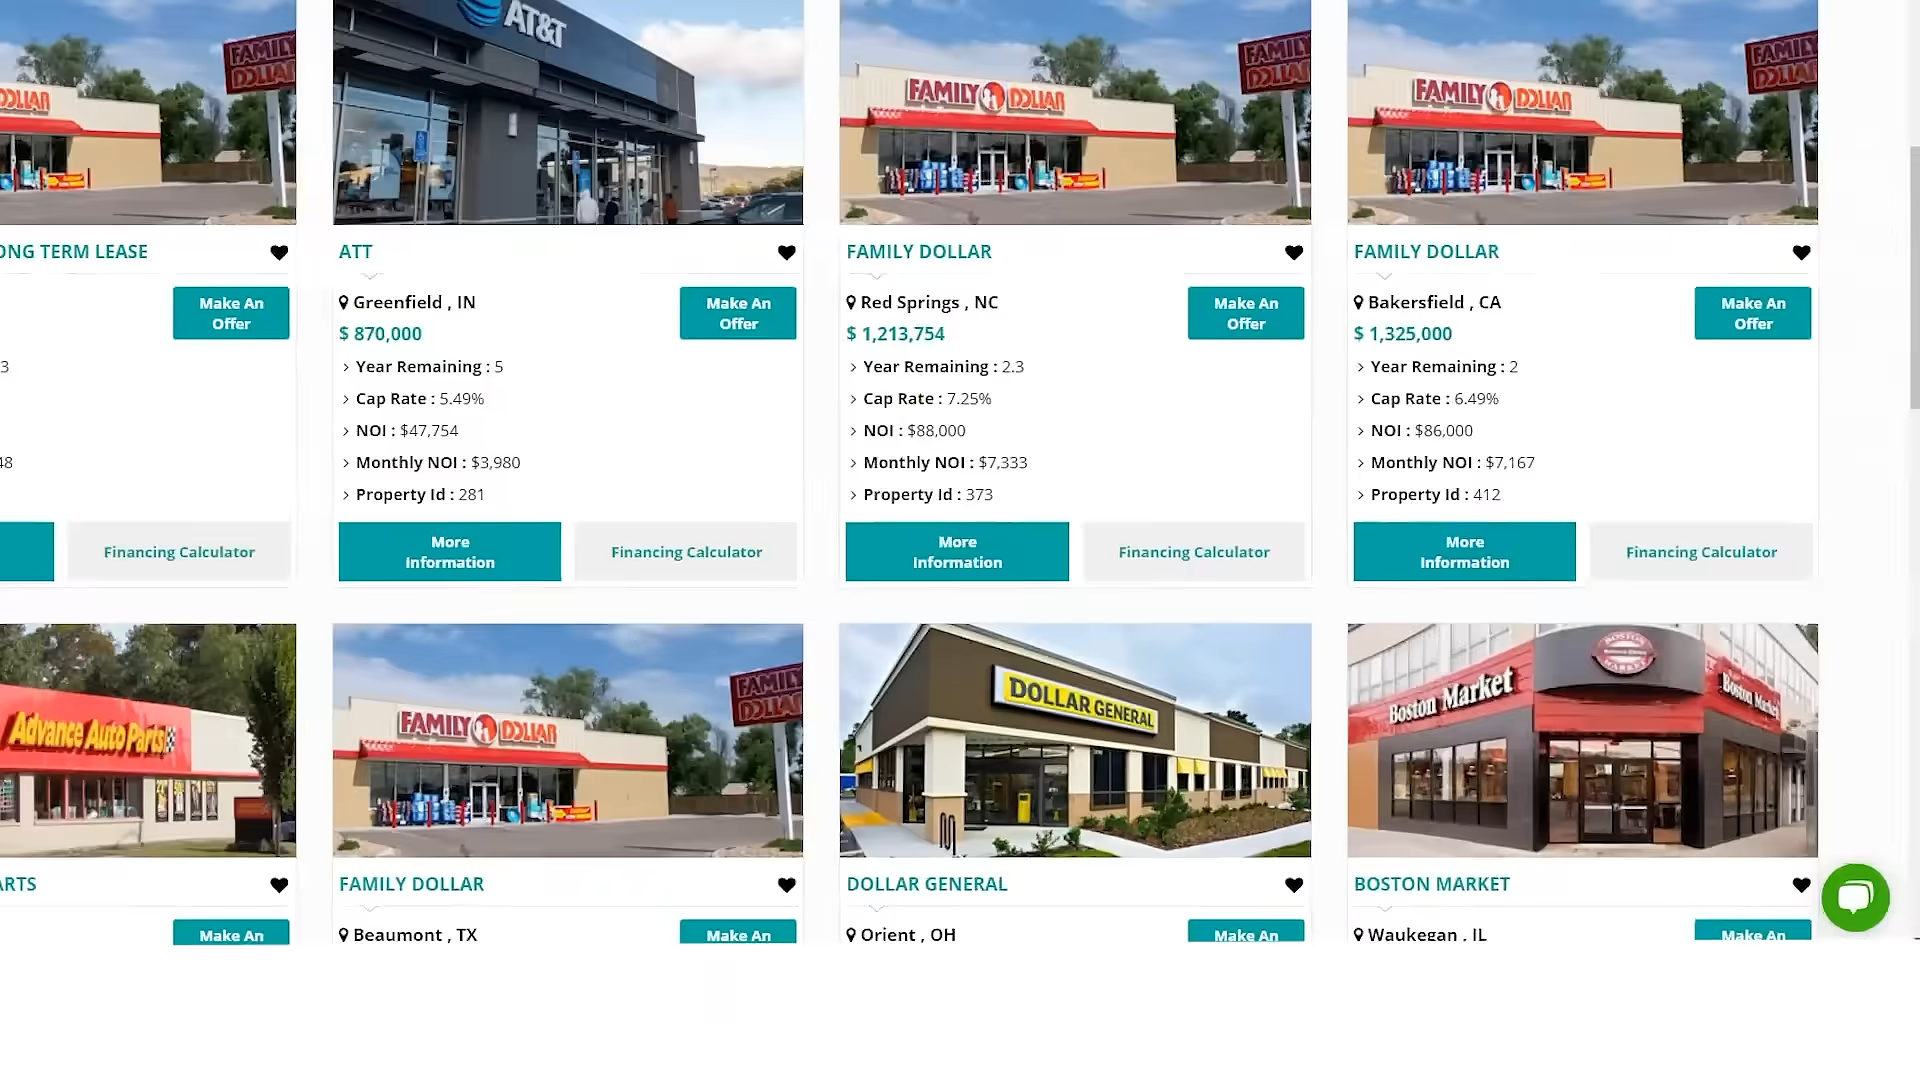 AT&T
FAMILY DOLLAR
FAMILY DOLLAR
FAMILY DOLLAR
FAMILY DOLLAR
DOLLAR
FAMILY DOLLAR
ONG TERM LEASE
ATT
FAMILY DOLLAR
FAMILY DOLLAR
Make An Offer
Greenfield , IN
Make An Offer
Red Springs , NC
Make An Offer
Bakersfield , CA
Make An Offer
$ 870,000
$ 1,213,754
$ 1,325,000
3
Year Remaining : 5
Year Remaining : 2.3
Year Remaining : 2
Cap Rate : 5.49%
Cap Rate : 7.25%
Cap Rate : 6.49%
NOI : $47,754
NOI : $88,000
NOI : $86,000
48
Monthly NOI : $3,980
Monthly NOI : $7,333
Monthly NOI : $7,167
Property Id : 281
Property Id : 373
Property Id : 412
Financing Calculator
More Information
Financing Calculator
More Information
Financing Calculator
More Information
Financing Calculator
Advance Auto Parts
FAMILY DOLLAR
FAMILY DOLLAR
DOLLAR GENERAL
BOSTON MARKET
Boston Market
Boston Market
ARTS
FAMILY DOLLAR
DOLLAR GENERAL
BOSTON MARKET
Make An
Beaumont , TX
Make An
Orient , OH
Make An
Waukegan , IL
Make An